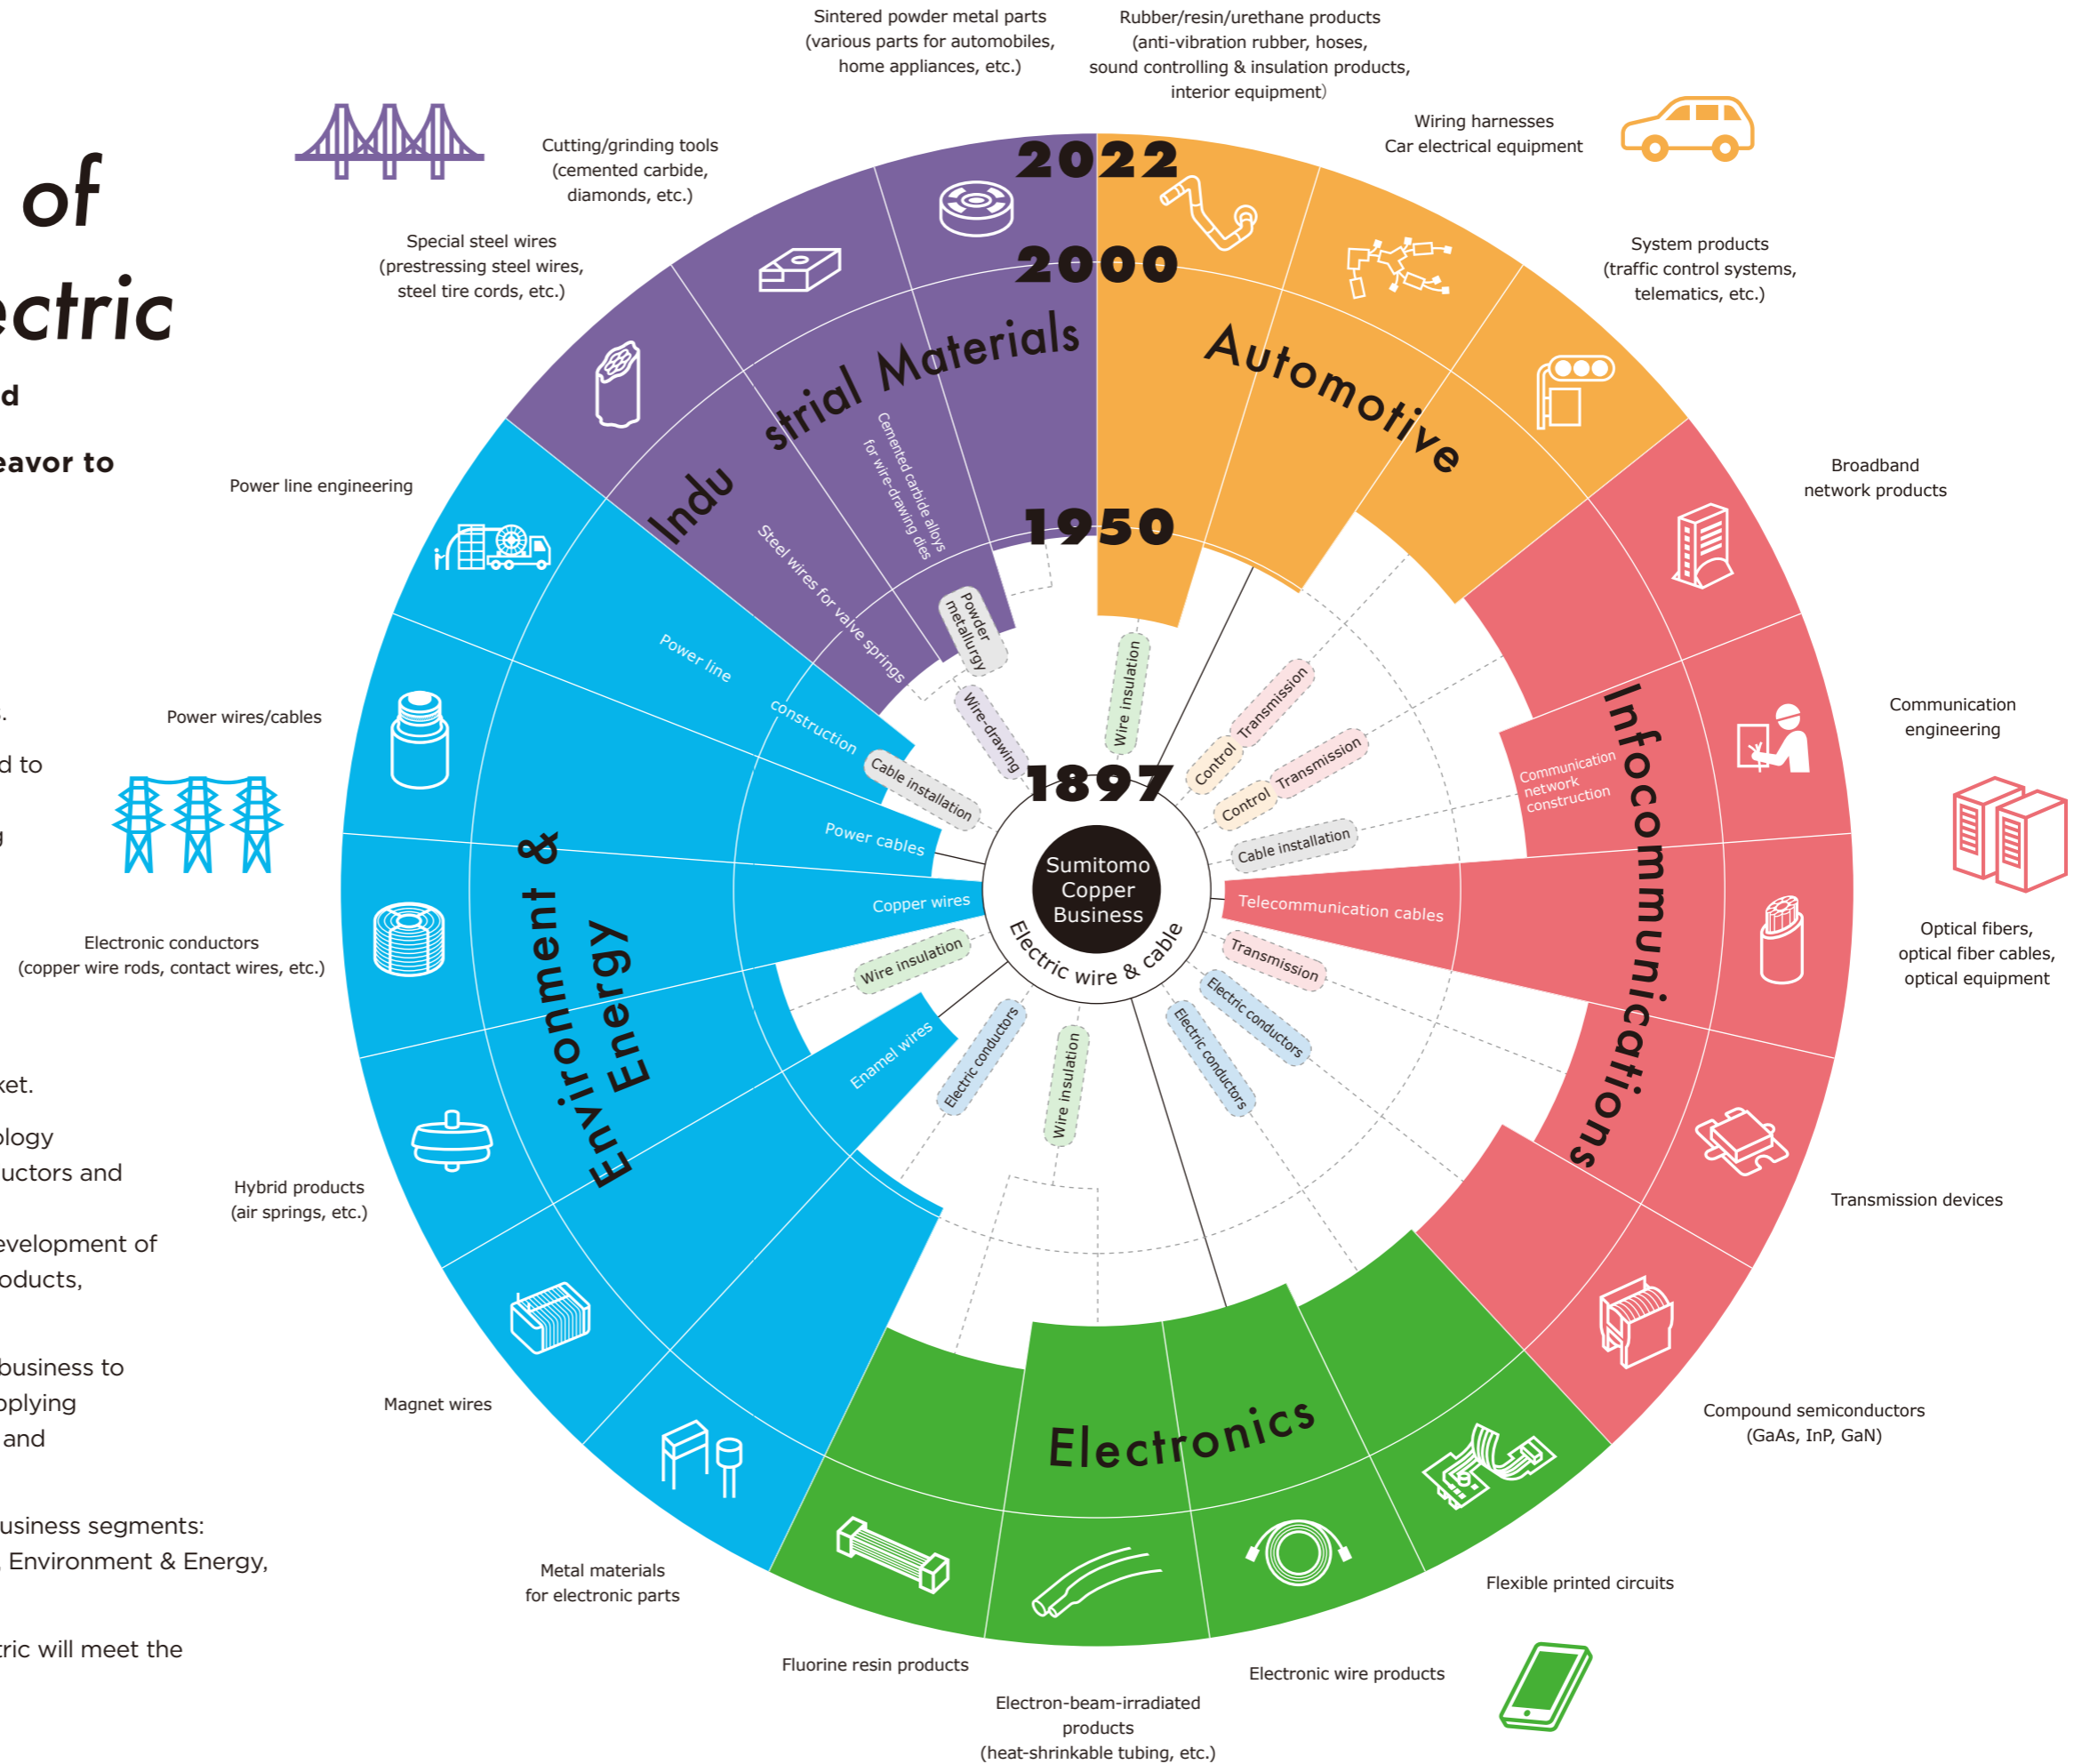 of
ectric
d
eavor to
s.
d to
g
ket.
ology
uctors and
evelopment of
oducts,
business to
pplying
and
usiness segments:
, Environment & Energy,
tric will meet the
Sintered powder metal parts
(various parts for automobiles,
home appliances, etc.)
Rubber/resin/urethane products
(anti-vibration rubber, hoses,
sound controlling & insulation products,
interior equipment)
Wiring harnesses
Car electrical equipment
System products
(traffic control systems,
telematics, etc.)
Broadband
network products
Communication
engineering
Optical fibers,
optical fiber cables,
optical equipment
Transmission devices
Compound semiconductors
(GaAs, InP, GaN)
Flexible printed circuits
Electronic wire products
Electron-beam-irradiated
products
(heat-shrinkable tubing, etc.)
Fluorine resin products
Metal materials
for electronic parts
Magnet wires
Hybrid products
(air springs, etc.)
Electronic conductors
(copper wire rods, contact wires, etc.)
Power wires/cables
Power line engineering
Special steel wires
(prestressing steel wires,
steel tire cords, etc.)
Cutting/grinding tools
(cemented carbide,
diamonds, etc.)
2022
2000
1950
1897
Industrial Materials
Automotive
Infocommunications
Electronics
Environment &
Energy
Cemented carbide alloys
for wire-drawing dies
Steel wires for valve springs
Powder
metallurgy
Wire-drawing
Power line
construction
Cable installation
Power cables
Copper wires
Wire insulation
Enamel wires
Electric conductors
Wire insulation
Electric conductors
Electric conductors
Transmission
Telecommunication cables
Cable installation
Communication
network
construction
Control
Transmission
Control
Transmission
Wire insulation
Sumitomo
Copper
Business
Electric wire & cable